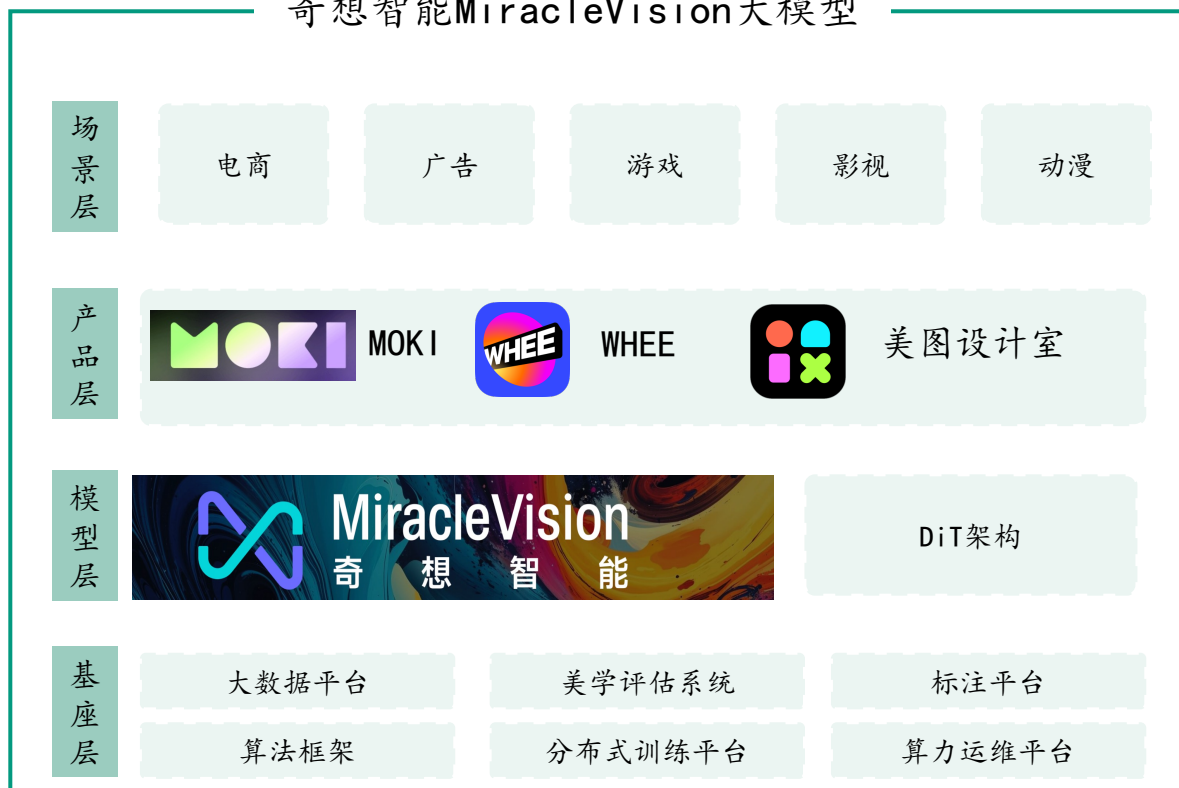 奇想智能MiracleVision大模型
场景层
电商
广告
游戏
影视
动漫
产品层
MOKI
MOKI
WHEE
WHEE
美图设计室
模型层
MiracleVision
奇想智能
DiT架构
基座层
大数据平台
美学评估系统
标注平台
算法框架
分布式训练平台
算力运维平台